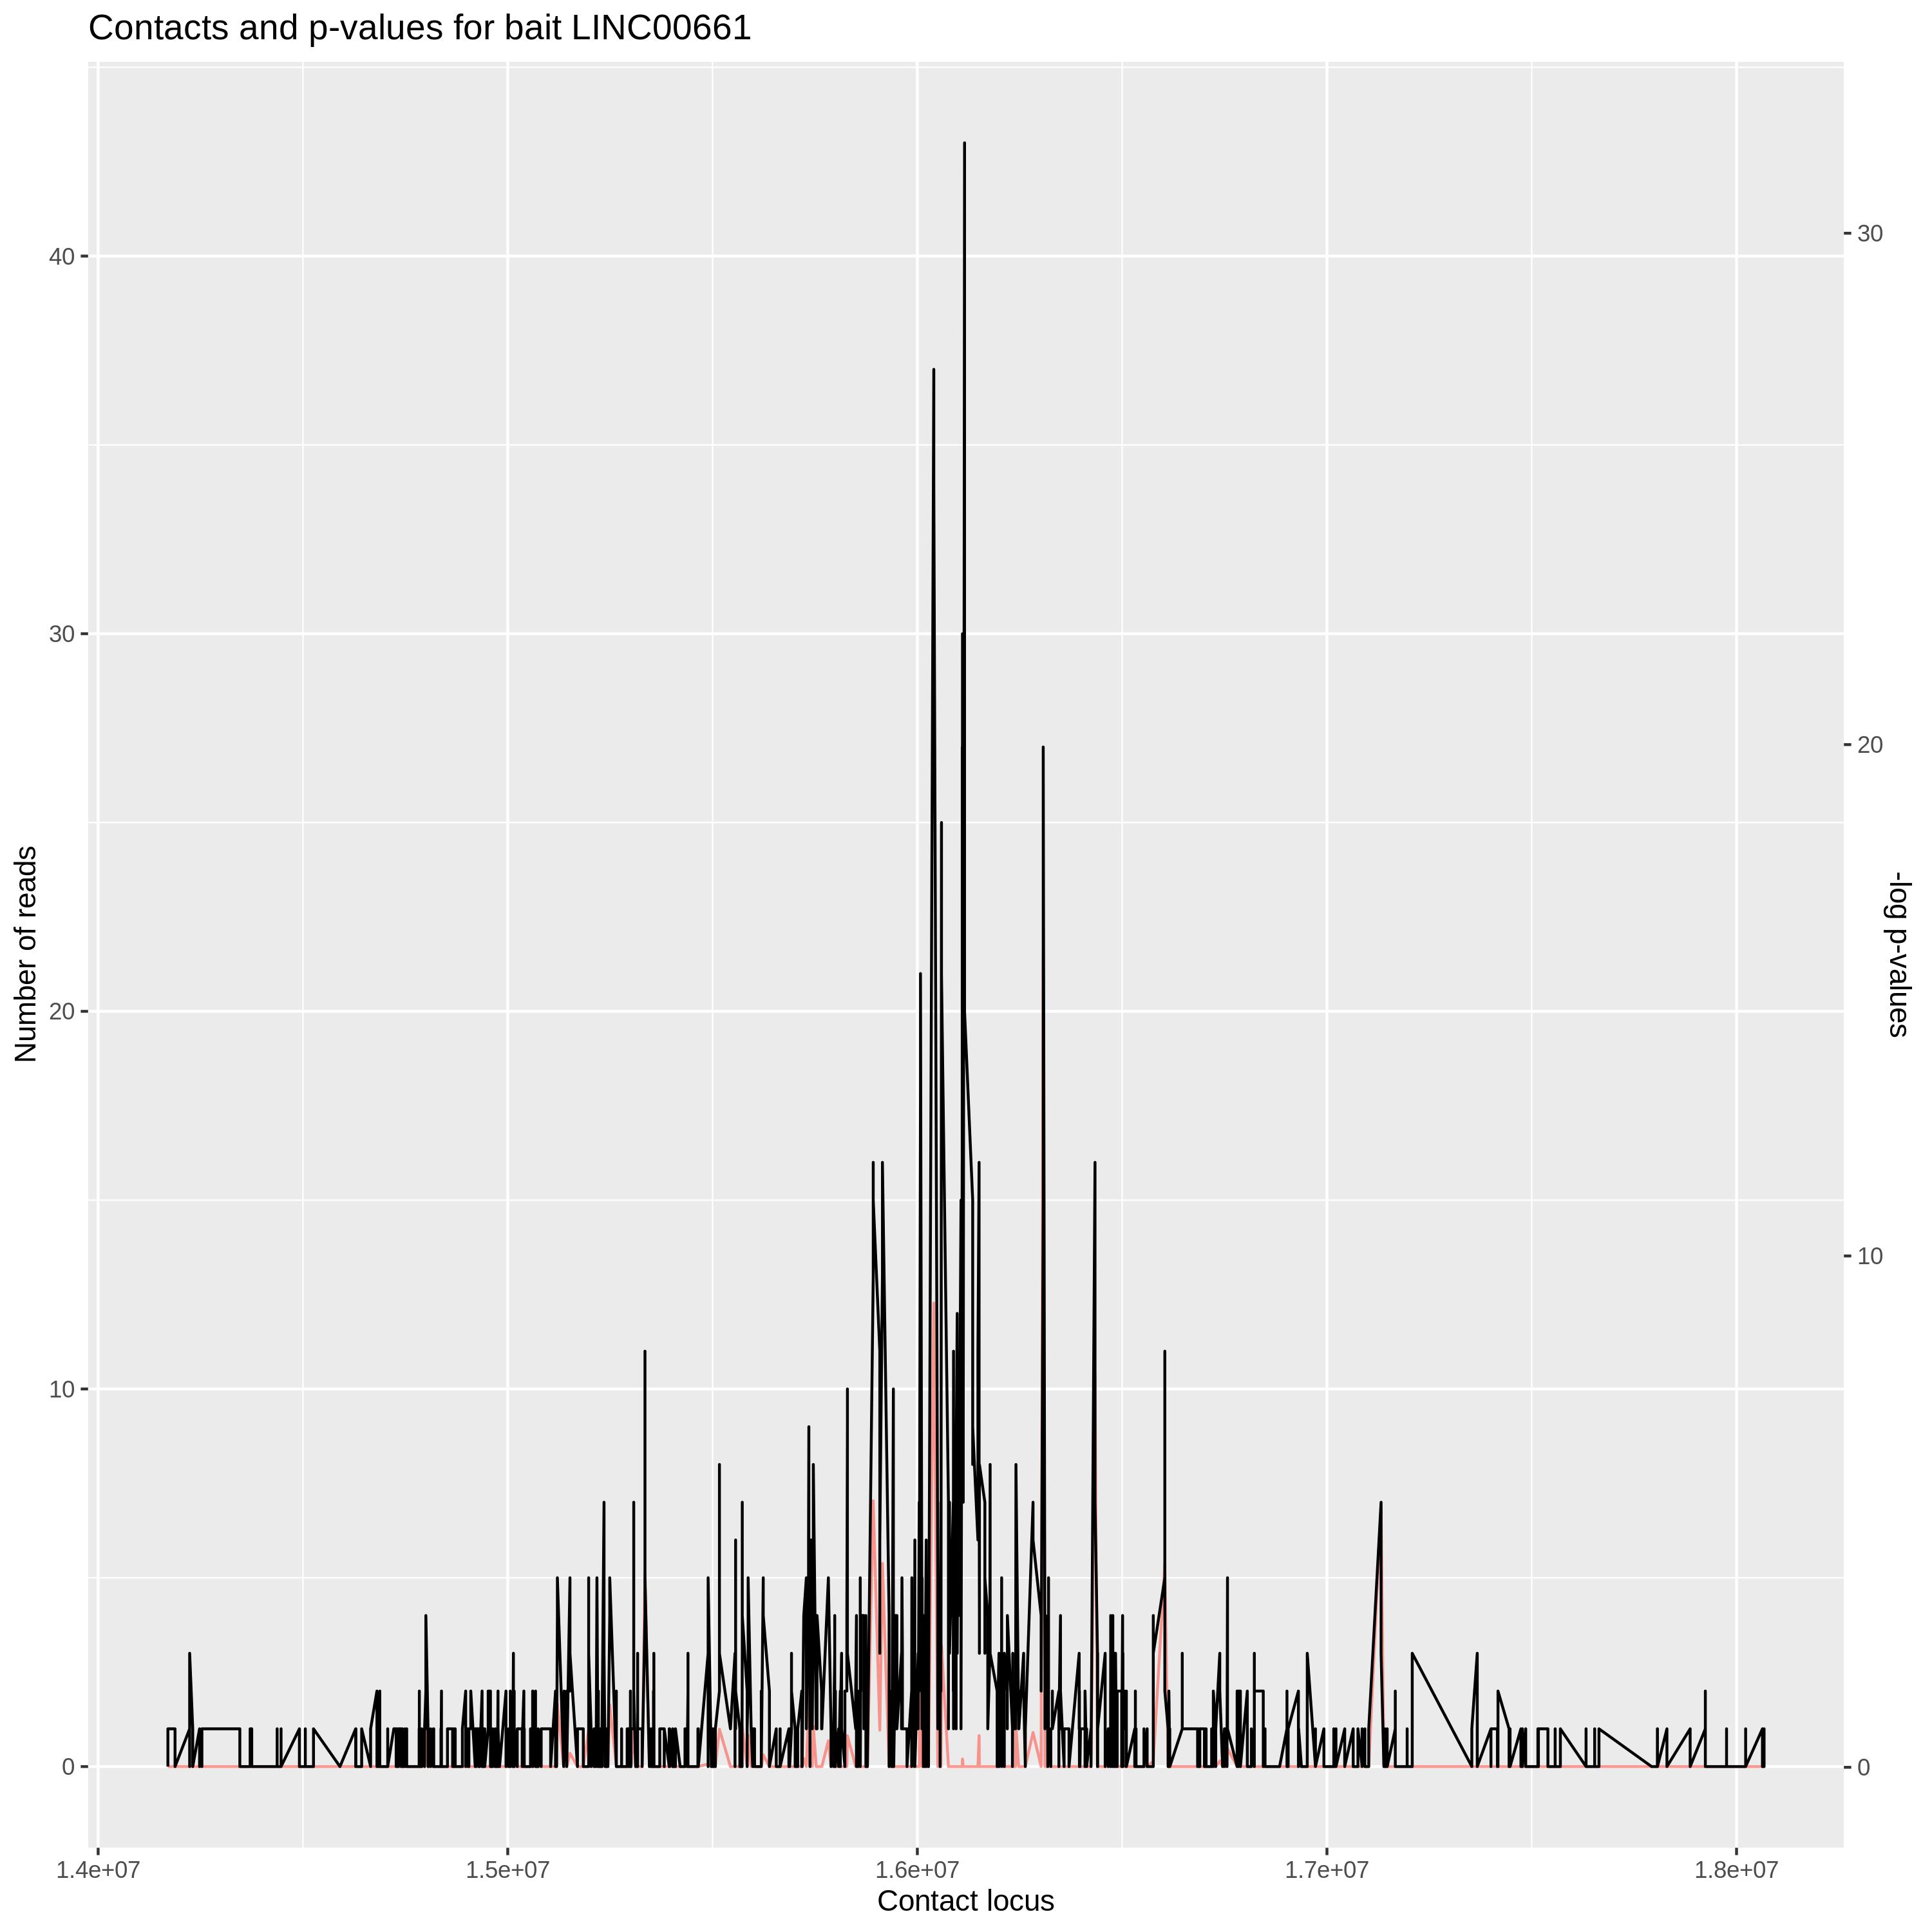 Contacts and p-values for bait LINC00661
Number of reads
40
30
20
10
0
30
20
10
0
-log p-values
1.4e+07
1.5e+07
1.6e+07
1.7e+07
1.8e+07
Contact locus